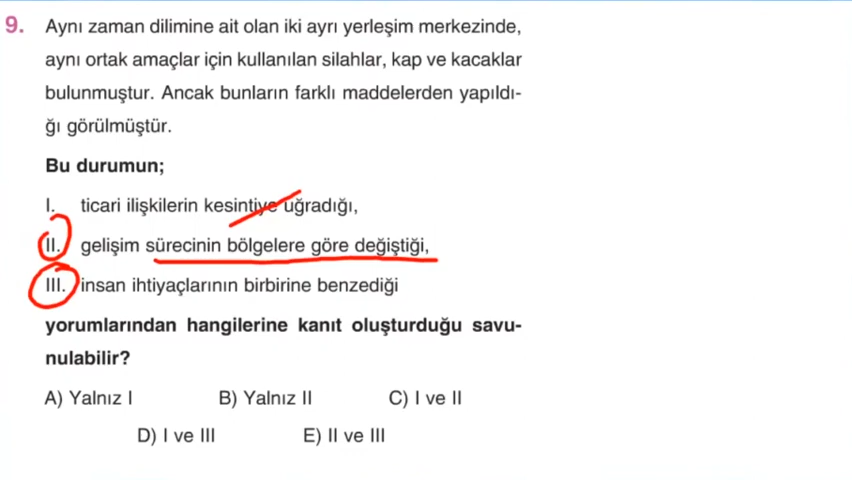 9. Aynı zaman dilimine ait olan iki ayrı yerleşim merkezinde,
aynı ortak amaçlar için kullanılan silahlar, kap ve kacaklar
bulunmuştur. Ancak bunların farklı maddelerden yapıldı-
ğı görülmüştür.
Bu durumun;
I. ticari ilişkilerin kesintiye uğradığı,
II. gelişim sürecinin bölgelere göre değiştiği,
III. insan ihtiyaçlarının birbirine benzediği
yorumlarından hangilerine kanıt oluşturduğu savu-
nulabilir?
A) Yalnız I B) Yalnız II C) I ve II
D) I ve III E) II ve III